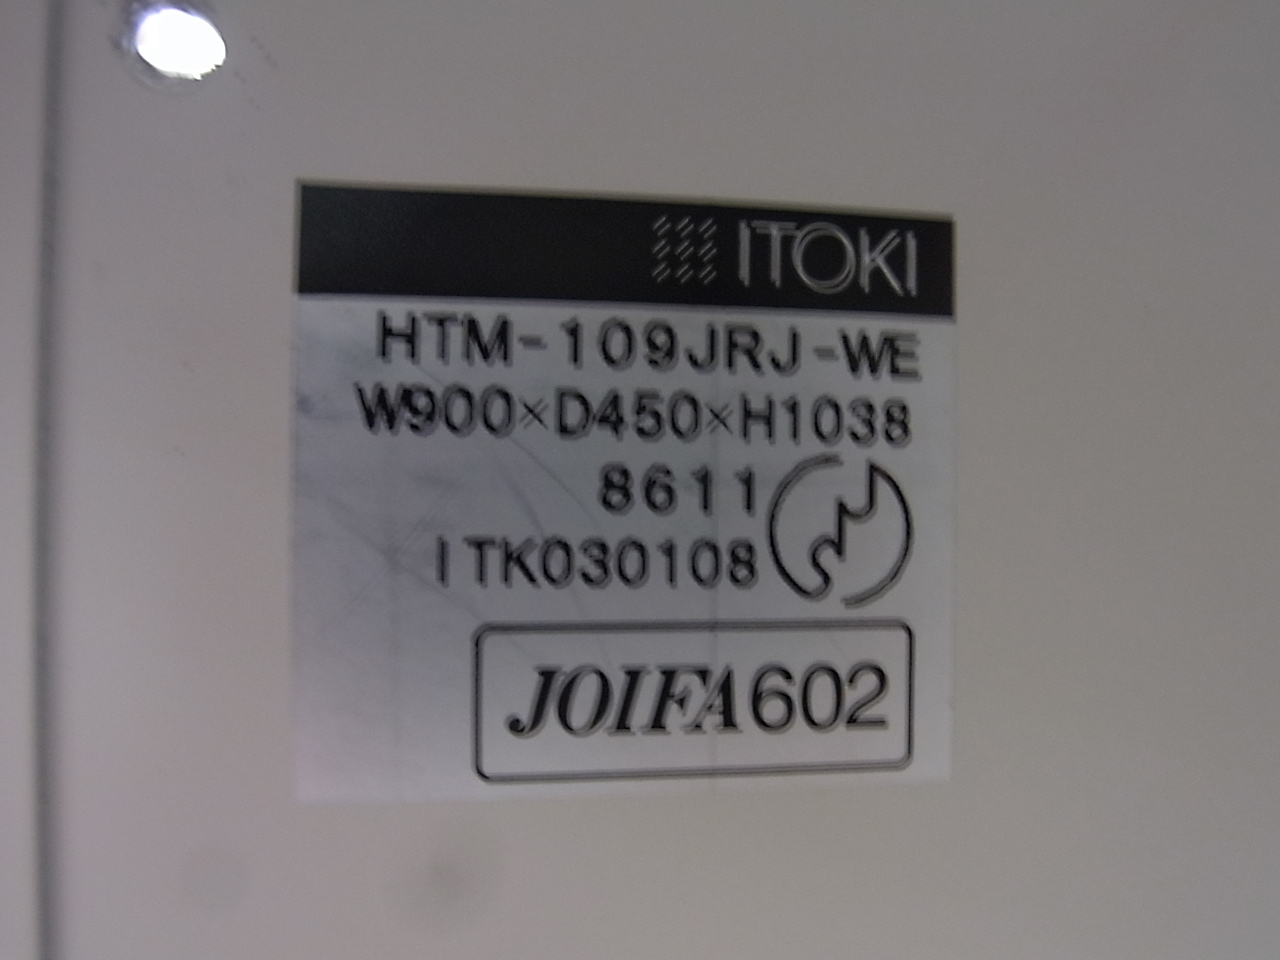 ITOKI
HTM-109JRJ-WE
W900×D450×H1038
8611
ITK030108
JOIFA602